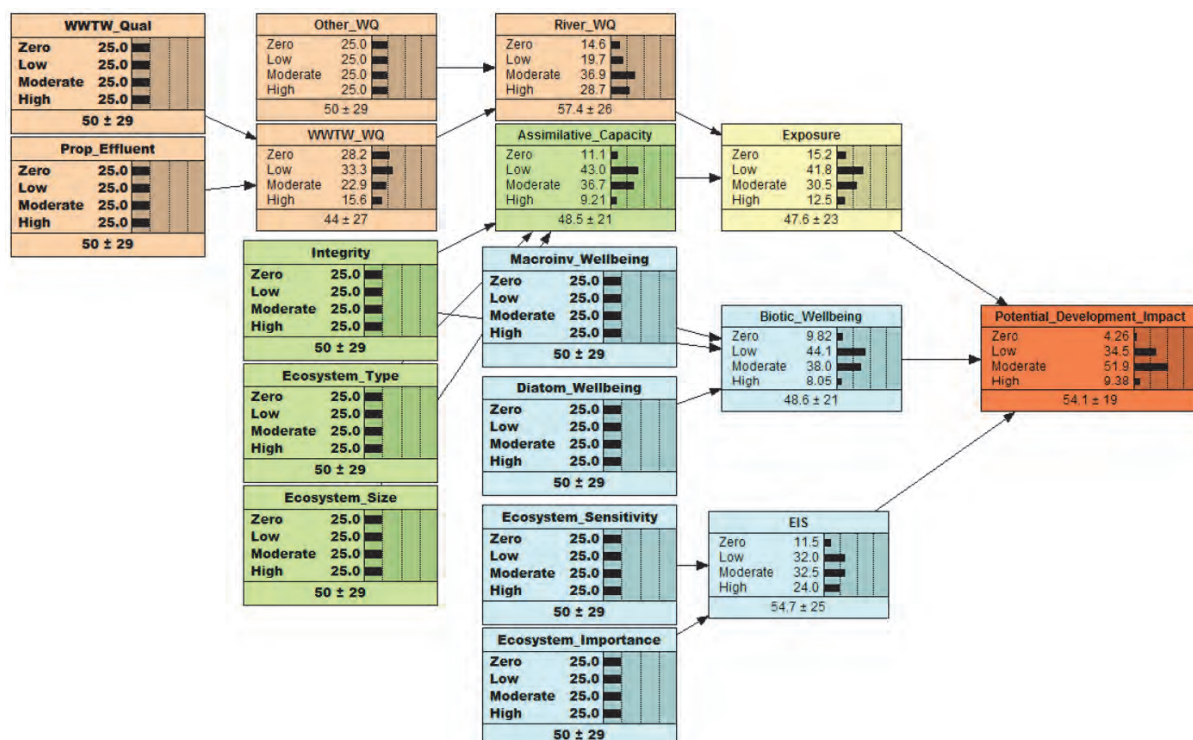 WWTW_Qual
Zero 25.0
Low 25.0
Moderate 25.0
High 25.0
50 ± 29
Prop_Effluent
Zero 25.0
Low 25.0
Moderate 25.0
High 25.0
50 ± 29
Other_WQ
Zero 25.0
Low 25.0
Moderate 25.0
High 25.0
50 ± 29
WWTW_WQ
Zero 28.2
Low 33.3
Moderate 22.9
High 15.6
44 ± 27
Integrity
Zero 25.0
Low 25.0
Moderate 25.0
High 25.0
50 ± 29
Ecosystem_Type
Zero 25.0
Low 25.0
Moderate 25.0
High 25.0
50 ± 29
Ecosystem_Size
Zero 25.0
Low 25.0
Moderate 25.0
High 25.0
50 ± 29
River_WQ
Zero 14.6
Low 19.7
Moderate 36.9
High 28.7
57.4 ± 26
Assimilative_Capacity
Zero 11.1
Low 43.0
Moderate 36.7
High 9.21
48.5 ± 21
Macroinv_Wellbeing
Zero 25.0
Low 25.0
Moderate 25.0
High 25.0
50 ± 29
Diatom_Wellbeing
Zero 25.0
Low 25.0
Moderate 25.0
High 25.0
50 ± 29
Ecosystem_Sensitivity
Zero 25.0
Low 25.0
Moderate 25.0
High 25.0
50 ± 29
Ecosystem_Importance
Zero 25.0
Low 25.0
Moderate 25.0
High 25.0
50 ± 29
Exposure
Zero 15.2
Low 41.8
Moderate 30.5
High 12.5
47.6 ± 23
Biotic_Wellbeing
Zero 9.82
Low 44.1
Moderate 38.0
High 8.05
48.6 ± 21
EIS
Zero 11.5
Low 32.0
Moderate 32.5
High 24.0
54.7 ± 25
Potential_Development_Impact
Zero 4.26
Low 34.5
Moderate 51.9
High 9.38
54.1 ± 19